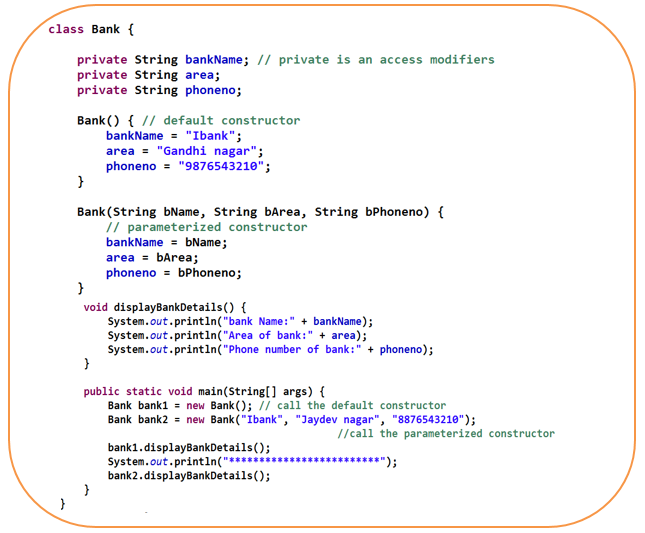 class Bank {
private String bankName; // private is an access modifiers
private String area;
private String phoneno;
Bank() { // default constructor
bankName = "Ibank";
area = "Gandhi nagar";
phoneno = "9876543210";
}
Bank(String bName, String bArea, String bPhoneno) {
// parameterized constructor
bankName = bName;
area = bArea;
phoneno = bPhoneno;
}
void displayBankDetails() {
System.out.println("bank Name:" + bankName);
System.out.println("Area of bank:" + area);
System.out.println("Phone number of bank:" + phoneno);
}
public static void main(String[] args) {
Bank bank1 = new Bank(); // call the default constructor
Bank bank2 = new Bank("Ibank", "Jaydev nagar", "8876543210");
//call the parameterized constructor
bank1.displayBankDetails();
System.out.println("*************************");
bank2.displayBankDetails();
}
}